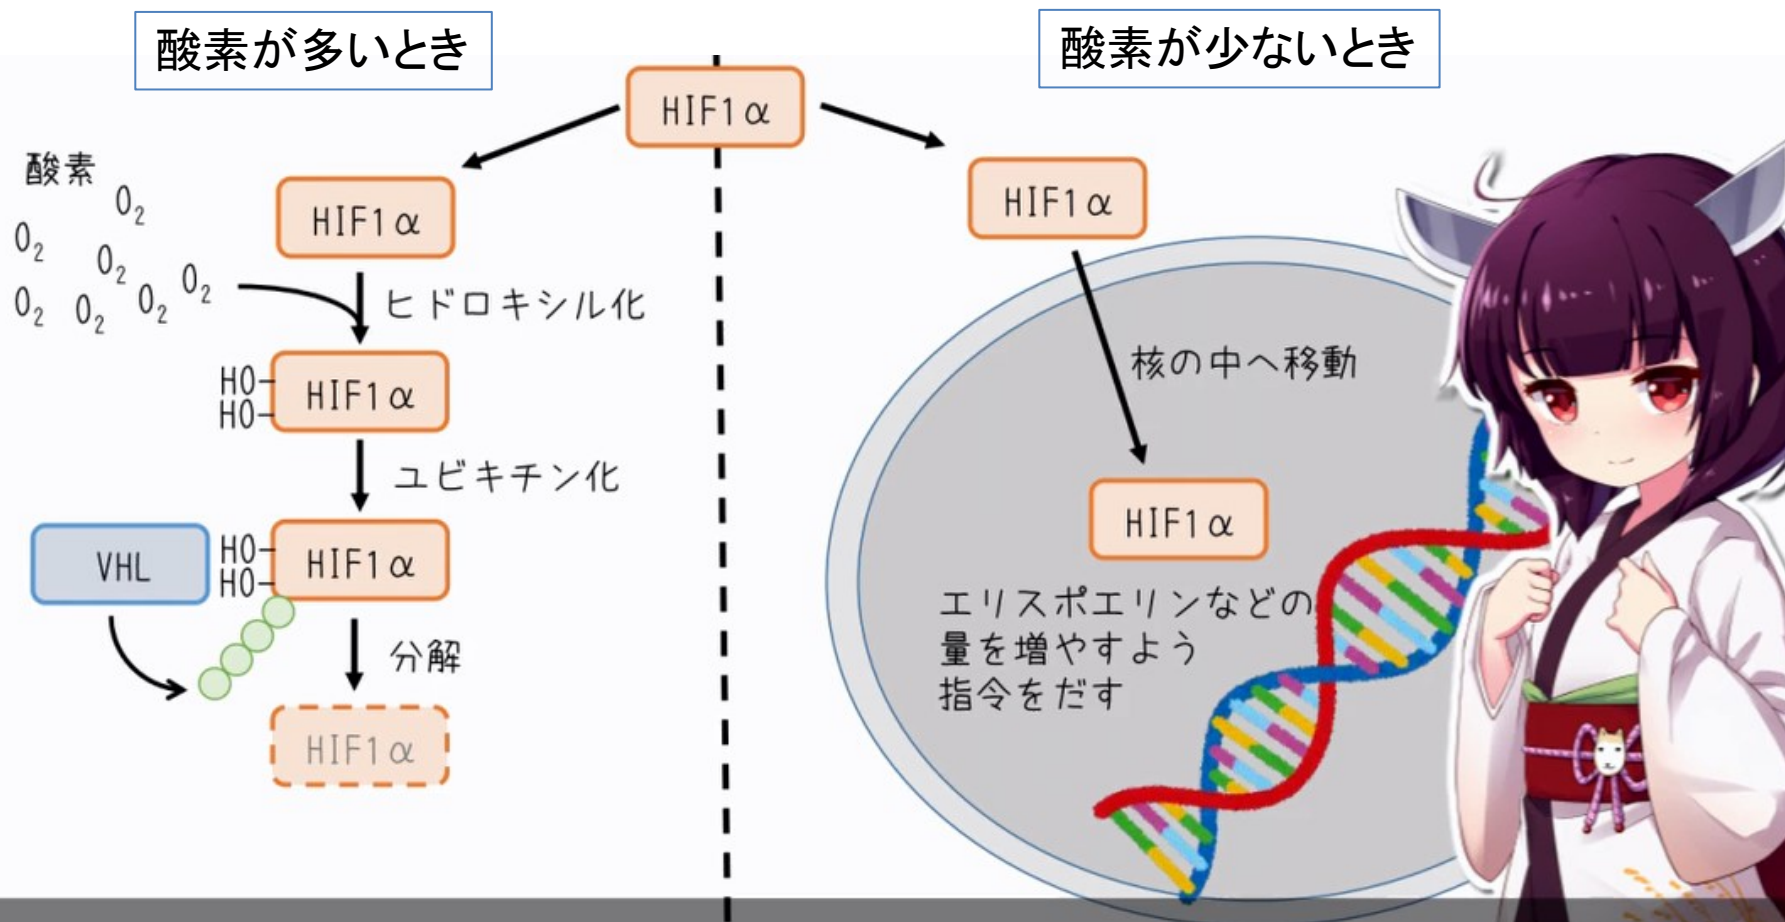 酸素が多いとき
酸素が少ないとき
HIF1α
酸素
O2
O2
O2
O2
O2
O2
O2
HIF1α
ヒドロキシル化
HO
HO
HIF1α
ユビキチン化
VHL
HO
HO
HIF1α
分解
HIF1α
HIF1α
核の中へ移動
HIF1α
エリスポエリンなどの
量を増やすよう
指令をだす